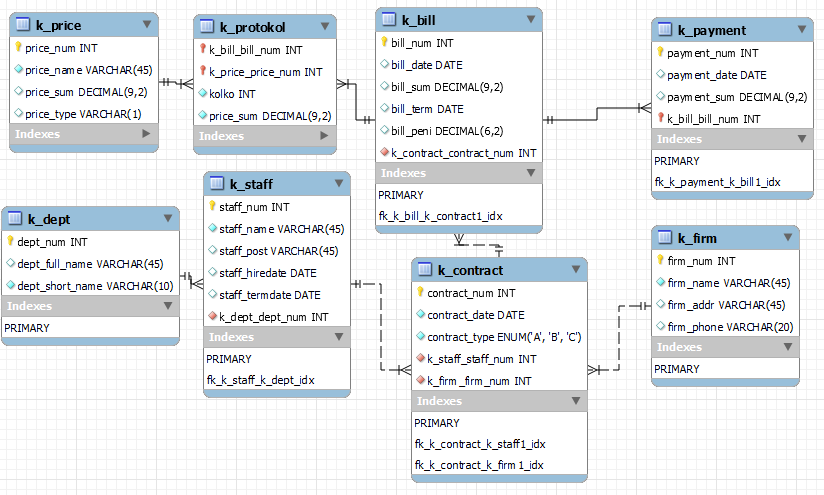 k_price
price_num INT
price_name VARCHAR(45)
price_sum DECIMAL(9,2)
price_type VARCHAR(1)
Indexes
k_protokol
k_bill_bill_num INT
k_price_price_num INT
kolko INT
price_sum DECIMAL(9,2)
Indexes
k_bill
bill_num INT
bill_date DATE
bill_sum DECIMAL(9,2)
bill_term DATE
bill_peni DECIMAL(6,2)
k_contract_contract_num INT
Indexes
PRIMARY
fk_k_bill_k_contract1_idx
k_payment
payment_num INT
payment_date DATE
payment_sum DECIMAL(9,2)
k_bill_bill_num INT
Indexes
PRIMARY
fk_k_payment_k_bill1_idx
k_dept
dept_num INT
dept_full_name VARCHAR(45)
dept_short_name VARCHAR(10)
Indexes
PRIMARY
k_staff
staff_num INT
staff_name VARCHAR(45)
staff_post VARCHAR(45)
staff_hiredate DATE
staff_termdate DATE
k_dept_dept_num INT
Indexes
PRIMARY
fk_k_staff_k_dept_idx
k_contract
contract_num INT
contract_date DATE
contract_type ENUM('A', 'B', 'C')
k_staff_staff_num INT
k_firm_firm_num INT
Indexes
PRIMARY
fk_k_contract_k_staff1_idx
fk_k_contract_k_firm1_idx
k_firm
firm_num INT
firm_name VARCHAR(45)
firm_addr VARCHAR(45)
firm_phone VARCHAR(20)
Indexes
PRIMARY